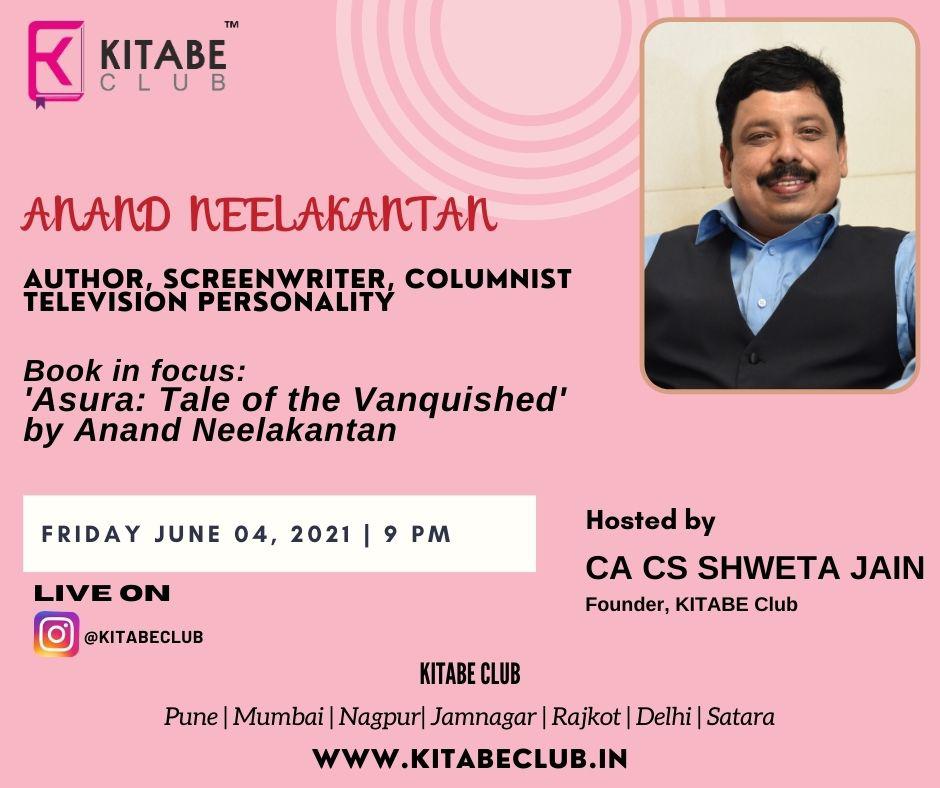 KITABE™
CLUB
ANAND NEELAKANTAN
AUTHOR, SCREENWRITER, COLUMNIST
TELEVISION PERSONALITY
Book in focus:
'Asura: Tale of the Vanquished'
by Anand Neelakantan
FRIDAY JUNE 04, 2021 | 9 PM
LIVE ON
@KITABECLUB
Hosted by
CA CS SHWETA JAIN
Founder, KITABE Club
KITABE CLUB
Pune | Mumbai | Nagpur| Jamnagar | Rajkot | Delhi | Satara
WWW.KITABECLUB.IN